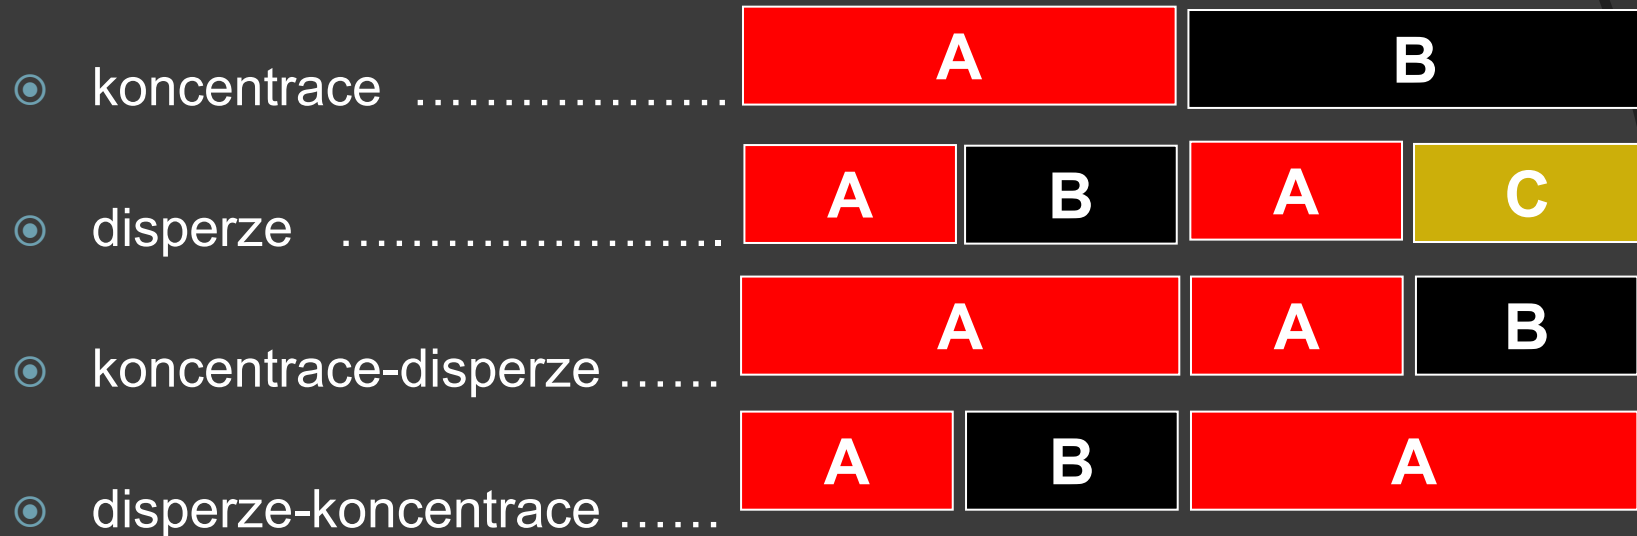 koncentrace ……………… A B
disperze …………………. A B A C
koncentrace-disperze …… A A B
disperze-koncentrace …… A B A